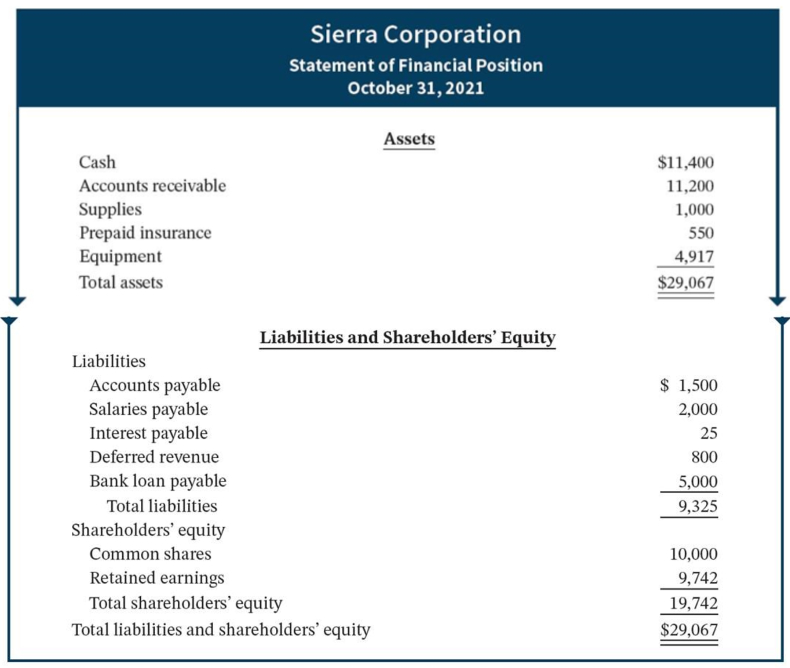 Sierra Corporation
Statement of Financial Position
October 31, 2021
Assets
Cash $11,400
Accounts receivable 11,200
Supplies 1,000
Prepaid insurance 550
Equipment 4,917
Total assets $29,067
Liabilities and Shareholders’ Equity
Liabilities
Accounts payable $ 1,500
Salaries payable 2,000
Interest payable 25
Deferred revenue 800
Bank loan payable 5,000
Total liabilities 9,325
Shareholders’ equity
Common shares 10,000
Retained earnings 9,742
Total shareholders’ equity 19,742
Total liabilities and shareholders’ equity $29,067